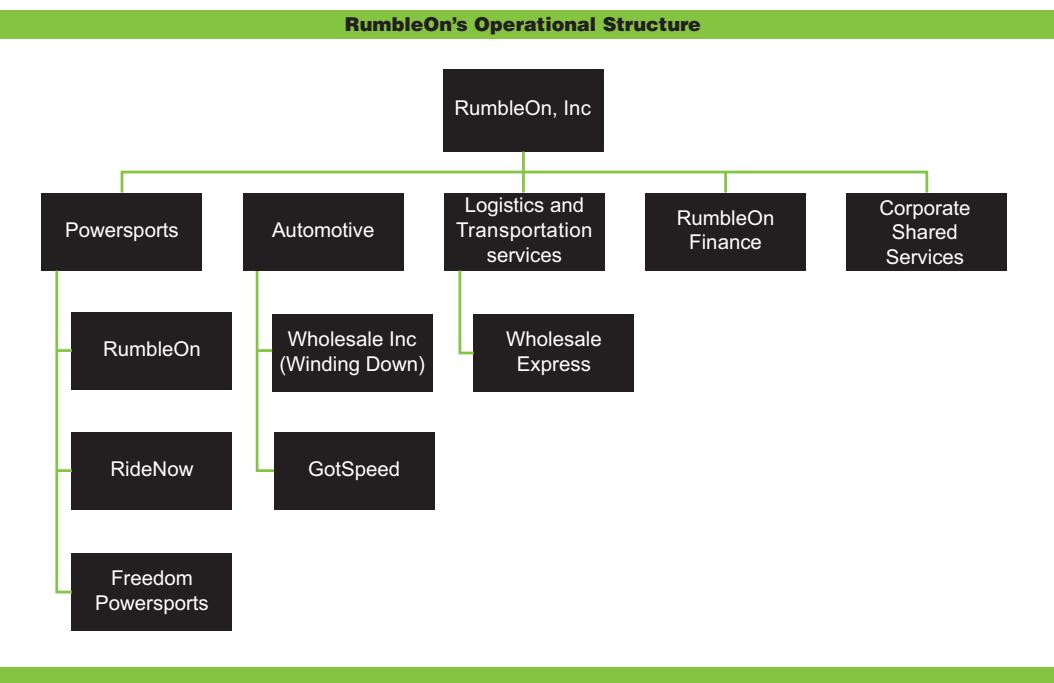 RumbleOn's Operational Structure
RumbleOn, Inc
Powersports
Automotive
Logistics and
Transportation
services
RumbleOn
Finance
Corporate
Shared
Services
RumbleOn
Wholesale Inc
(Winding Down)
Wholesale
Express
RideNow
GotSpeed
Freedom
Powersports